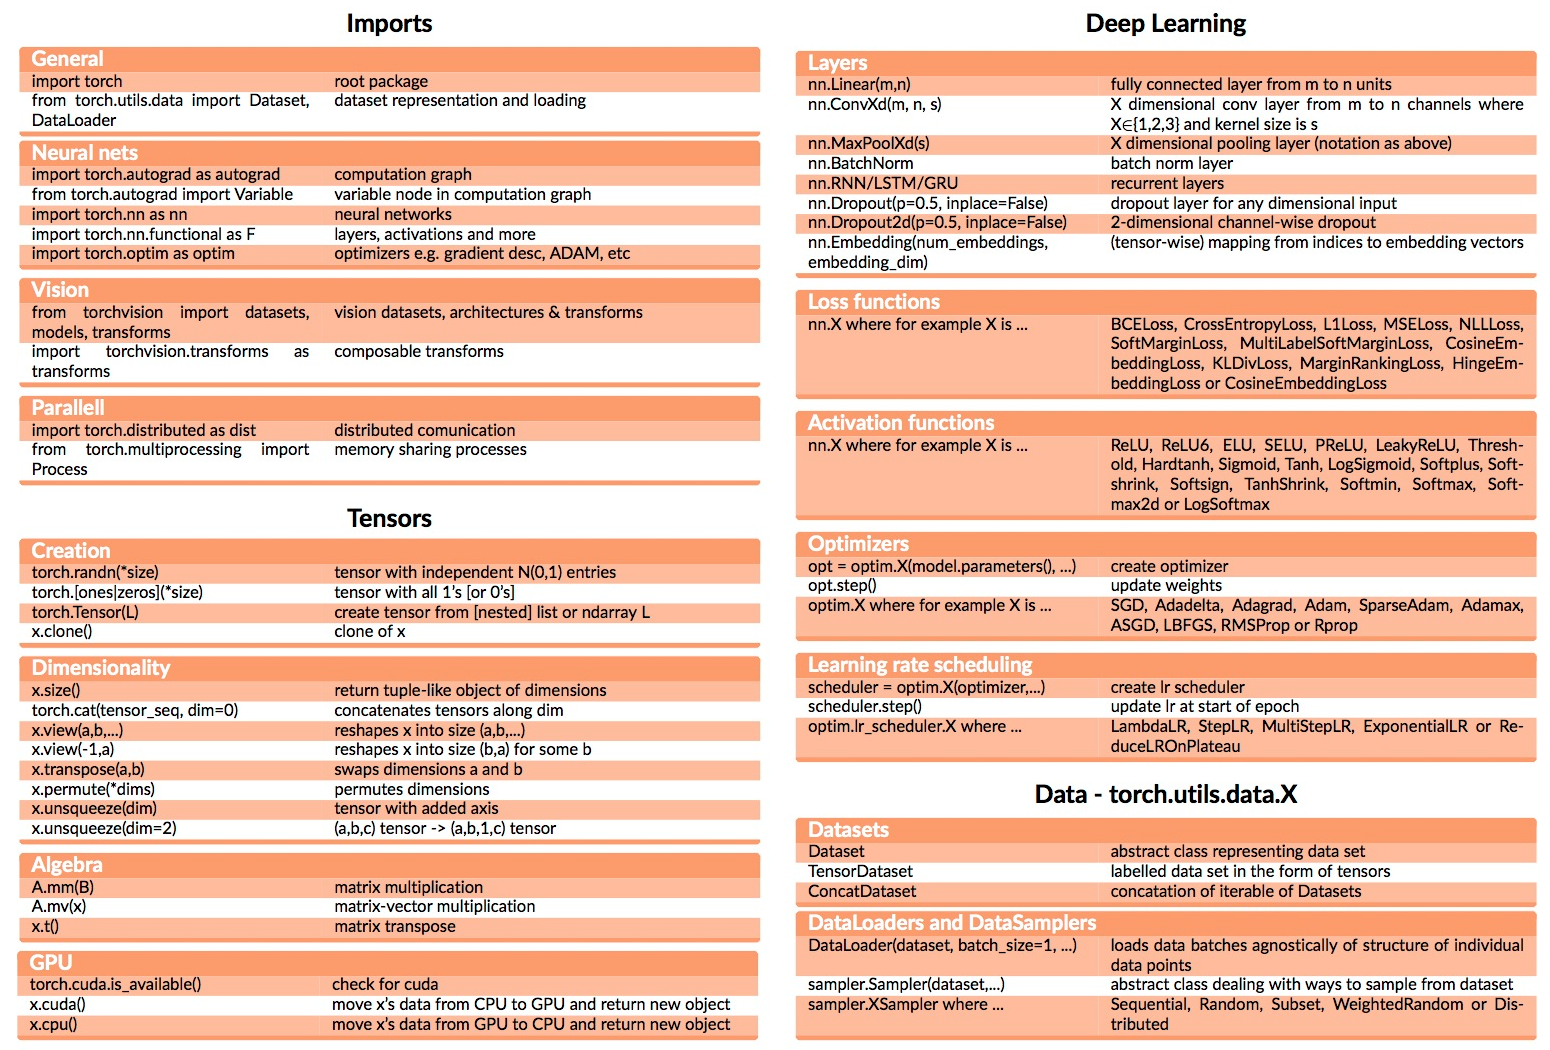 Imports
General
import torch root package
from torch.utils.data import Dataset, dataset representation and loading
DataLoader
Neural nets
import torch.autograd as autograd computation graph
from torch.autograd import Variable variable node in computation graph
import torch.nn as nn neural networks
import torch.nn.functional as F layers, activations and more
import torch.optim as optim optimizers e.g. gradient desc, ADAM, etc
Vision
from torchvision import datasets, vision datasets, architectures & transforms
models, transforms
import torchvision.transforms as composable transforms
transforms
Parallell
import torch.distributed as dist distributed comunication
from torch.multiprocessing import memory sharing processes
Process
Tensors
Creation
torch.randn(*size) tensor with independent N(0,1) entries
torch.[ones|zeros](*size) tensor with all 1's [or 0's]
torch.Tensor(L) create tensor from [nested] list or ndarray L
x.clone() clone of x
Dimensionality
x.size() return tuple-like object of dimensions
torch.cat(tensor_seq, dim=0) concatenates tensors along dim
x.view(a,b,...) reshapes x into size (a,b,...)
x.view(-1,a) reshapes x into size (b,a) for some b
x.transpose(a,b) swaps dimensions a and b
x.permute(*dims) permutes dimensions
x.unsqueeze(dim) tensor with added axis
x.unsqueeze(dim=2) (a,b,c) tensor -> (a,b,1,c) tensor
Algebra
A.mm(B) matrix multiplication
A.mv(x) matrix-vector multiplication
x.t() matrix transpose
GPU
torch.cuda.is_available() check for cuda
x.cuda() move x's data from CPU to GPU and return new object
x.cpu() move x's data from GPU to CPU and return new object
Deep Learning
Layers
nn.Linear(m,n) fully connected layer from m to n units
nn.ConvXd(m, n, s) X dimensional conv layer from m to n channels where
X∈{1,2,3} and kernel size is s
nn.MaxPoolXd(s) X dimensional pooling layer (notation as above)
nn.BatchNorm batch norm layer
nn.RNN/LSTM/GRU recurrent layers
nn.Dropout(p=0.5, inplace=False) dropout layer for any dimensional input
nn.Dropout2d(p=0.5, inplace=False) 2-dimensional channel-wise dropout
nn.Embedding(num_embeddings, (tensor-wise) mapping from indices to embedding vectors
embedding_dim)
Loss functions
nn.X where for example X is ... BCELoss, CrossEntropyLoss, L1Loss, MSELoss, NLLLoss,
SoftMarginLoss, MultiLabelSoftMarginLoss, CosineEm-
beddingLoss, KLDivLoss, MarginRankingLoss, HingeEm-
beddingLoss or CosineEmbeddingLoss
Activation functions
nn.X where for example X is ... ReLU, ReLU6, ELU, SELU, PReLU, LeakyReLU, Thresh-
old, Hardtanh, Sigmoid, Tanh, LogSigmoid, Softplus, Soft-
shrink, Softsign, TanhShrink, Softmin, Softmax, Soft-
max2d or LogSoftmax
Optimizers
opt = optim.X(model.parameters(), ...) create optimizer
opt.step() update weights
optim.X where for example X is ... SGD, Adadelta, Adagrad, Adam, SparseAdam, Adamax,
ASGD, LBFGS, RMSProp or Rprop
Learning rate scheduling
scheduler = optim.X(optimizer,...) create lr scheduler
scheduler.step() update lr at start of epoch
optim.lr_scheduler.X where ... LambdaLR, StepLR, MultiStepLR, ExponentialLR or Re-
duceLROnPlateau
Data - torch.utils.data.X
Datasets
Dataset abstract class representing data set
TensorDataset labelled data set in the form of tensors
ConcatDataset concatation of iterable of Datasets
DataLoaders and DataSamplers
DataLoader(dataset, batch_size=1, ...) loads data batches agnostically of structure of individual
data points
sampler.Sampler(dataset,...) abstract class dealing with ways to sample from dataset
sampler.XSampler where ... Sequential, Random, Subset, WeightedRandom or Dis-
tributed